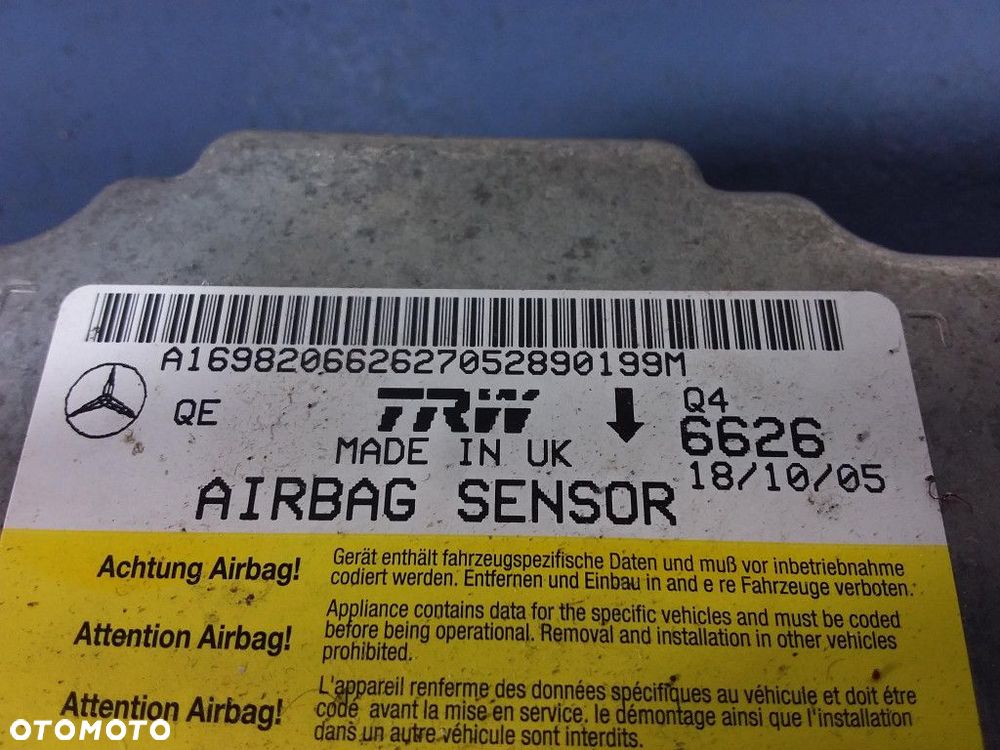 A1698206626270528901​99M
QE
TRW
Q4
MADE IN UK
6626
18/10/05
AIRBAG SENSOR
Achtung Airbag!
Gerät enthält fahrzeugspezifische Daten und muß vor inbetriebnahme
codiert werden. Entfernen und Einbau in and e re Fahrzeuge verboten.
Attention Airbag!
Appliance contains data for the specific vehicles and must be coded
before being operational. Removal and installation in other vehicles
prohibited.
Attention Airbag!
L'appareil renferme des données spécifiques au véhicule et doit étre
codé avant la mise en service, le démontage ainsi que l'installation
dans un autre véhicule sont interdits.
OTOMOTO